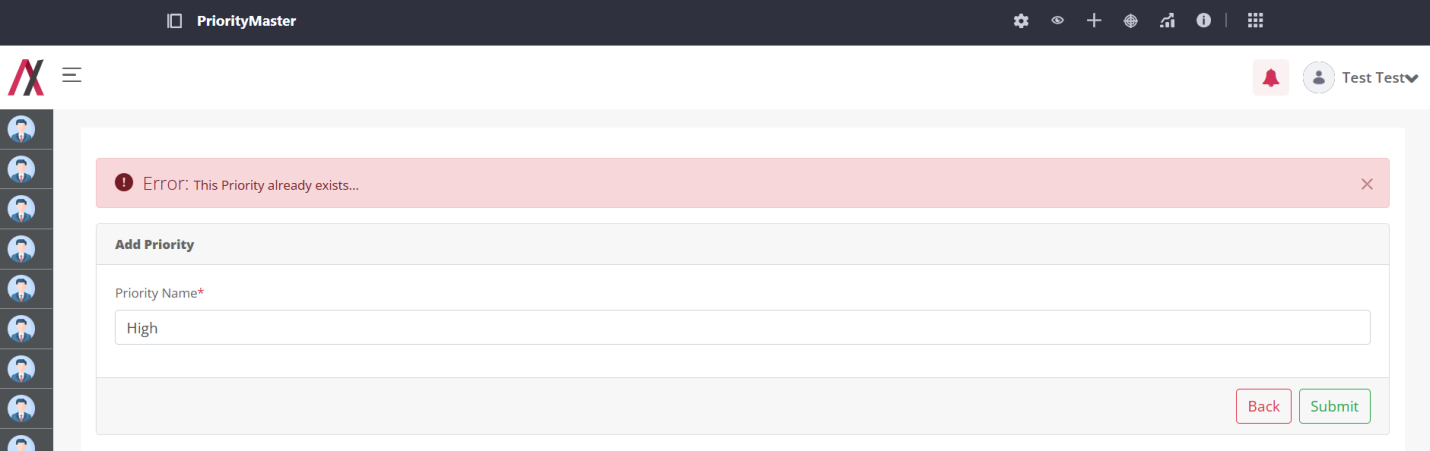 PriorityMaster
Test Test
Error: This Priority already exists...
Add Priority
Priority Name*
High
Back Submit